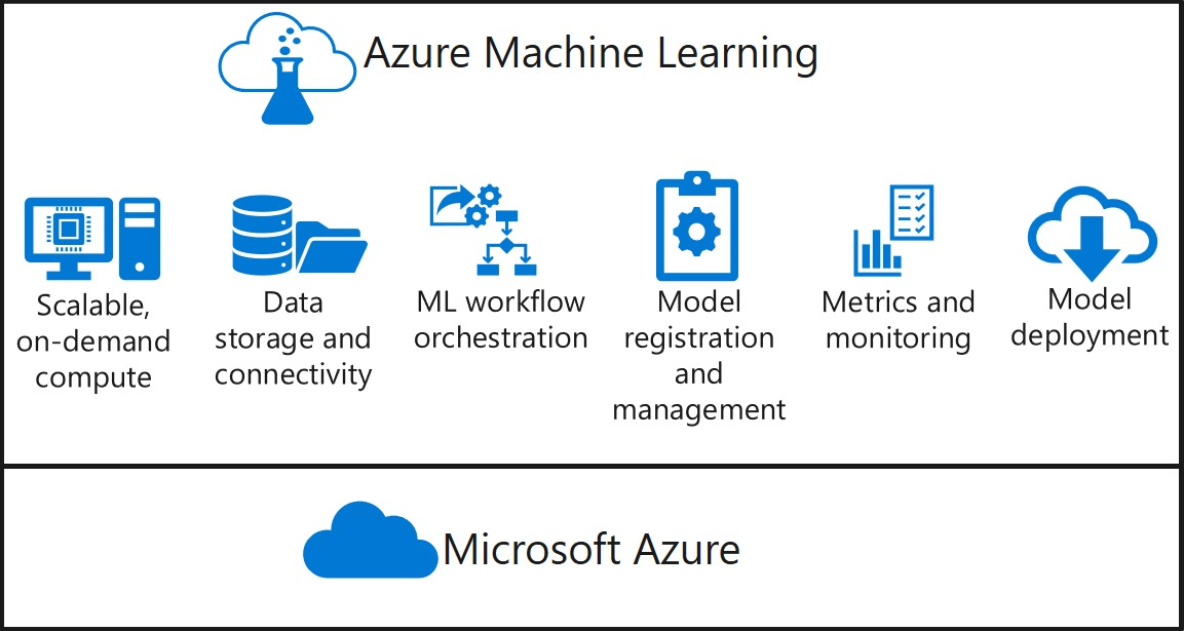 Azure Machine Learning
Scalable,
on-demand
compute
Data
storage and
connectivity
ML workflow
orchestration
Model
registration
and
management
Metrics and
monitoring
Model
deployment
Microsoft Azure